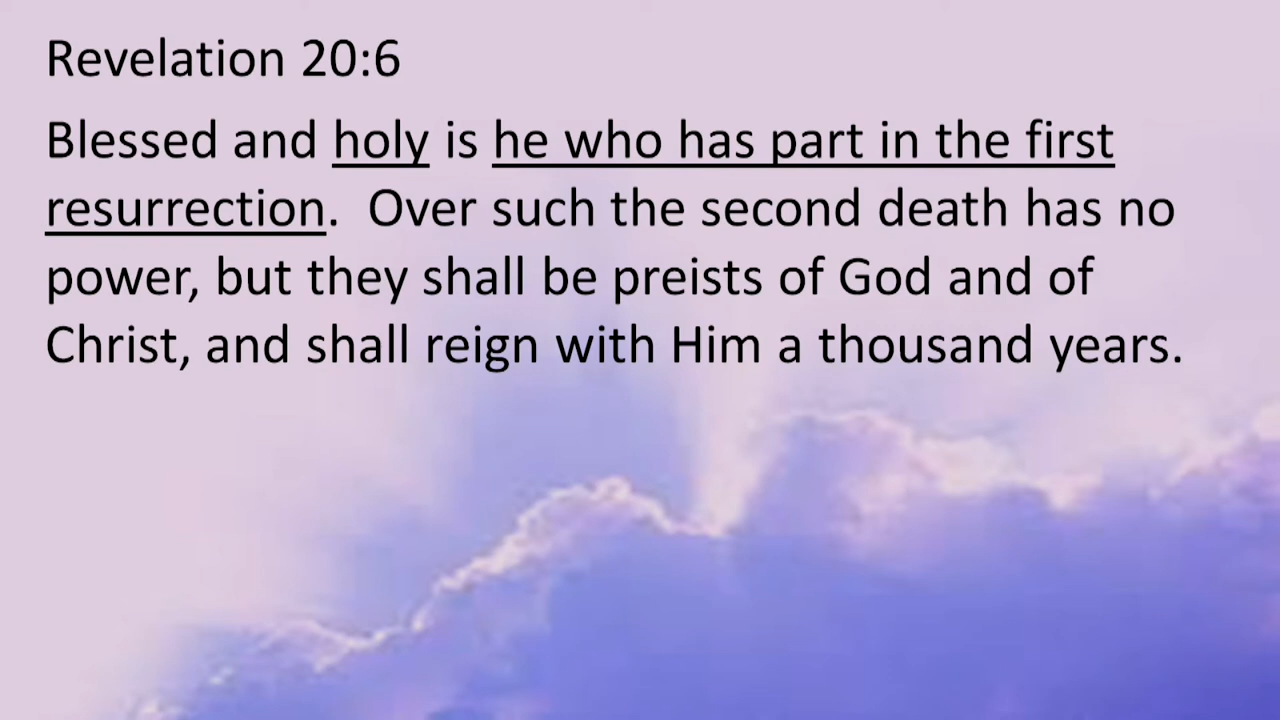 Revelation 20:6
Blessed and holy is he who has part in the first
resurrection.  Over such the second death has no
power, but they shall be preists of God and of
Christ, and shall reign with Him a thousand years.